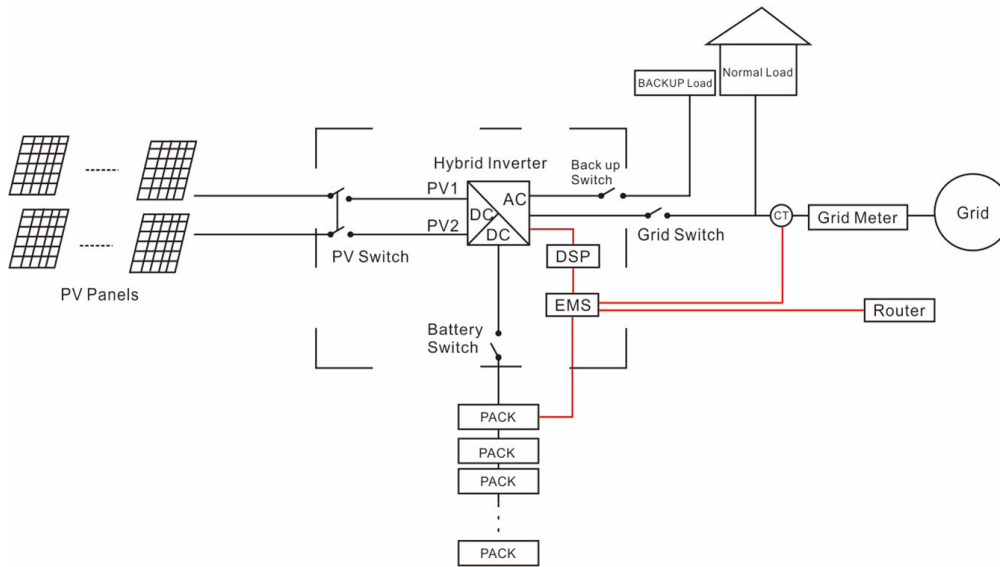 Normal Load
BACKUP Load
Hybrid Inverter
Back up
Switch
PV1
AC
DC
PV2
DC
PV Switch
Grid Switch
CT
Grid Meter
Grid
DSP
PV Panels
EMS
Router
Battery
Switch
PACK
PACK
PACK
PACK